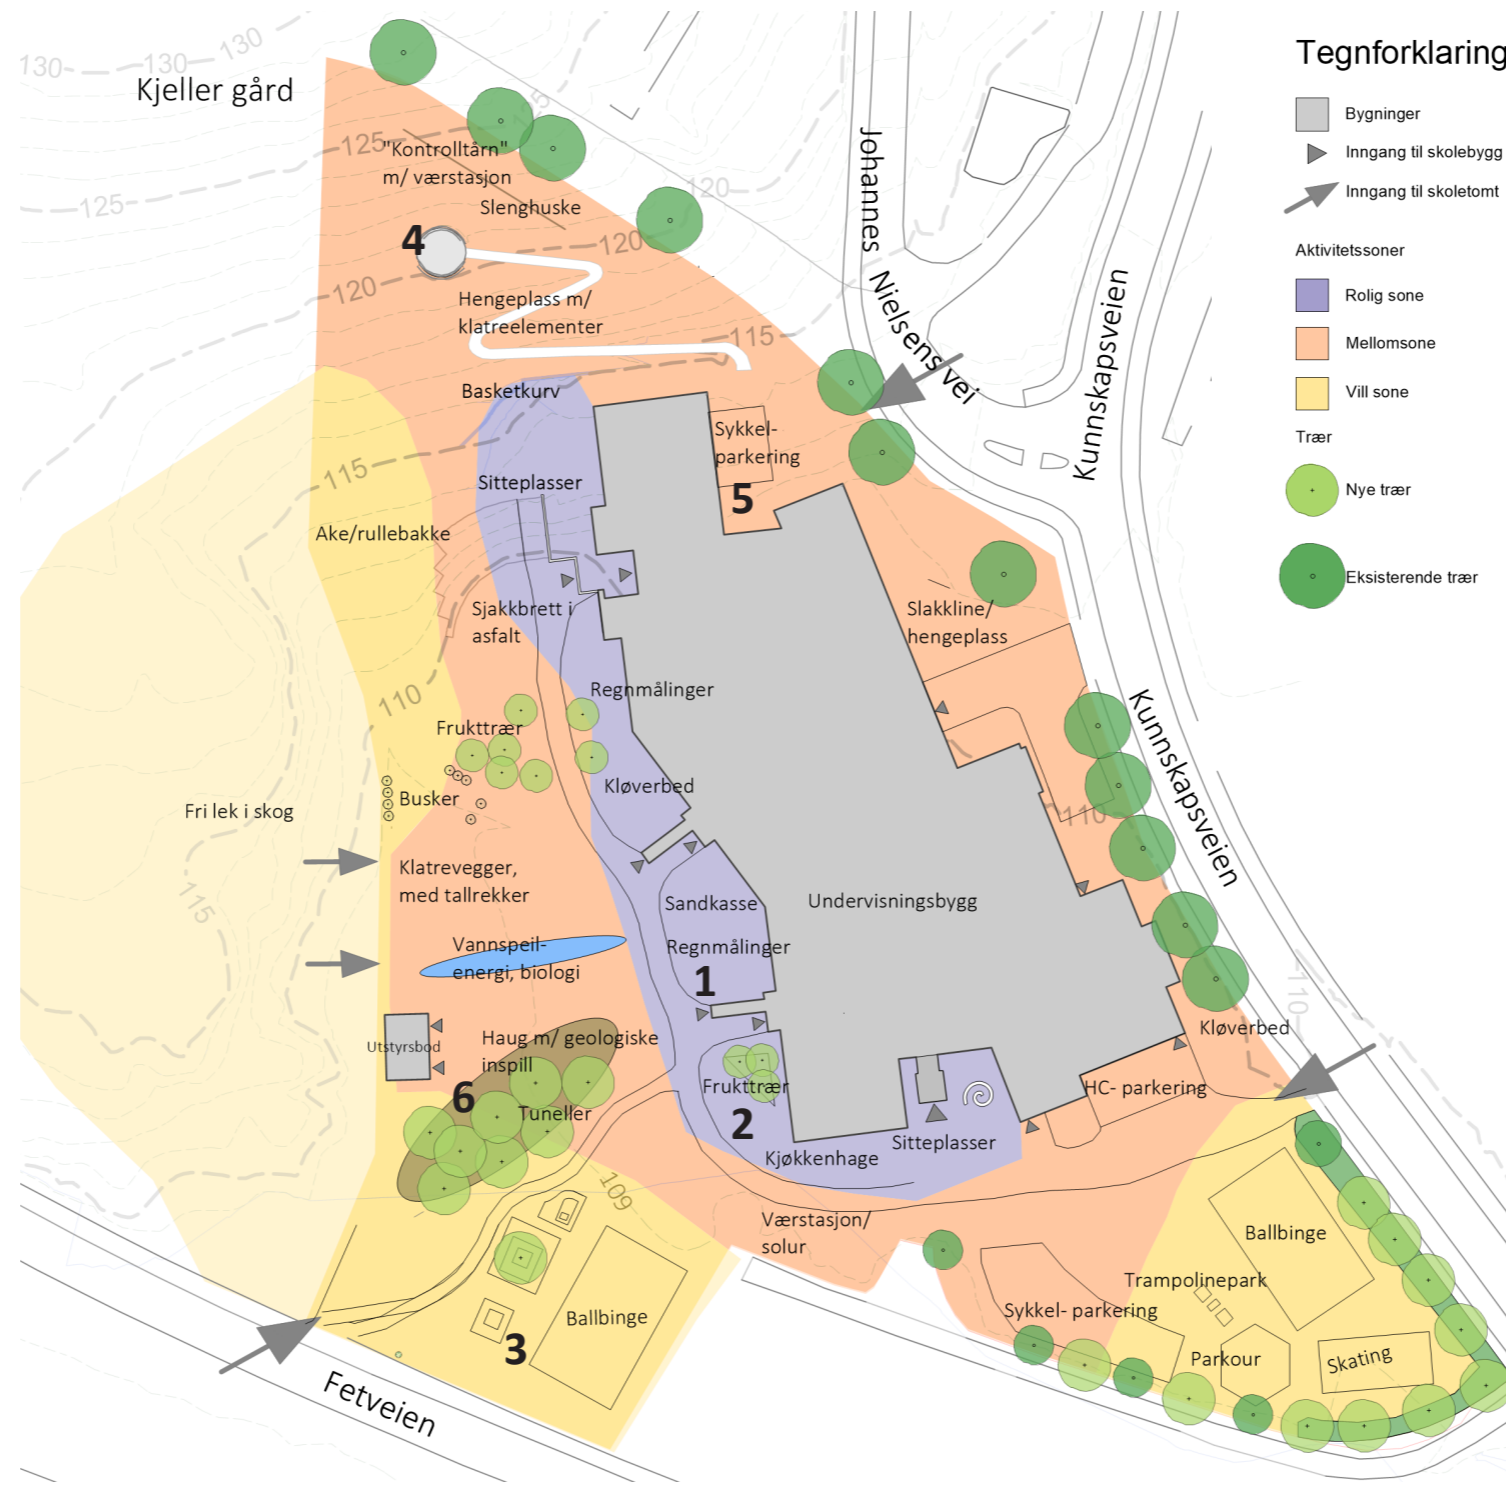 Tegnforklaring
Bygninger
Inngang til skolebygg
Inngang til skoletomt
Aktivitetssoner
Rolig sone
Mellomsone
Vill sone
Trær
Nye trær
Eksisterende trær
130
130
130
Kjeller gård
125
125
125
"Kontrolltårn"
m/ værstasjon
Slenghuske
120
120
120
4
Johannes
Nielsens vei
Kunnskapsveien
Hengeplass m/
klatreelementer
115
Basketkurv
Sykkel-
parkering
5
115
Sitteplasser
Ake/rullebakke
Sjakkbrett i
asfalt
Slakkline/
hengeplass
110
Regnmålinger
Frukttrær
Kunnskapsveien
Kløverbed
Busker
Fri lek i skog
110
Klatrevegger,
med tallrekker
115
Sandkasse
Undervisningsbygg
Vannspeil-
energi, biologi
Regnmålinger
1
110
Utstyrsbod
Haug m/ geologiske
inspill
Kløverbed
6
Tuneller
Frukttrær
2
HC- parkering
Sitteplasser
Kjøkkenhage
109
Værstasjon/
solur
Ballbinge
Trampolinepark
Sykkel- parkering
Ballbinge
3
Parkour
Skating
Fetveien